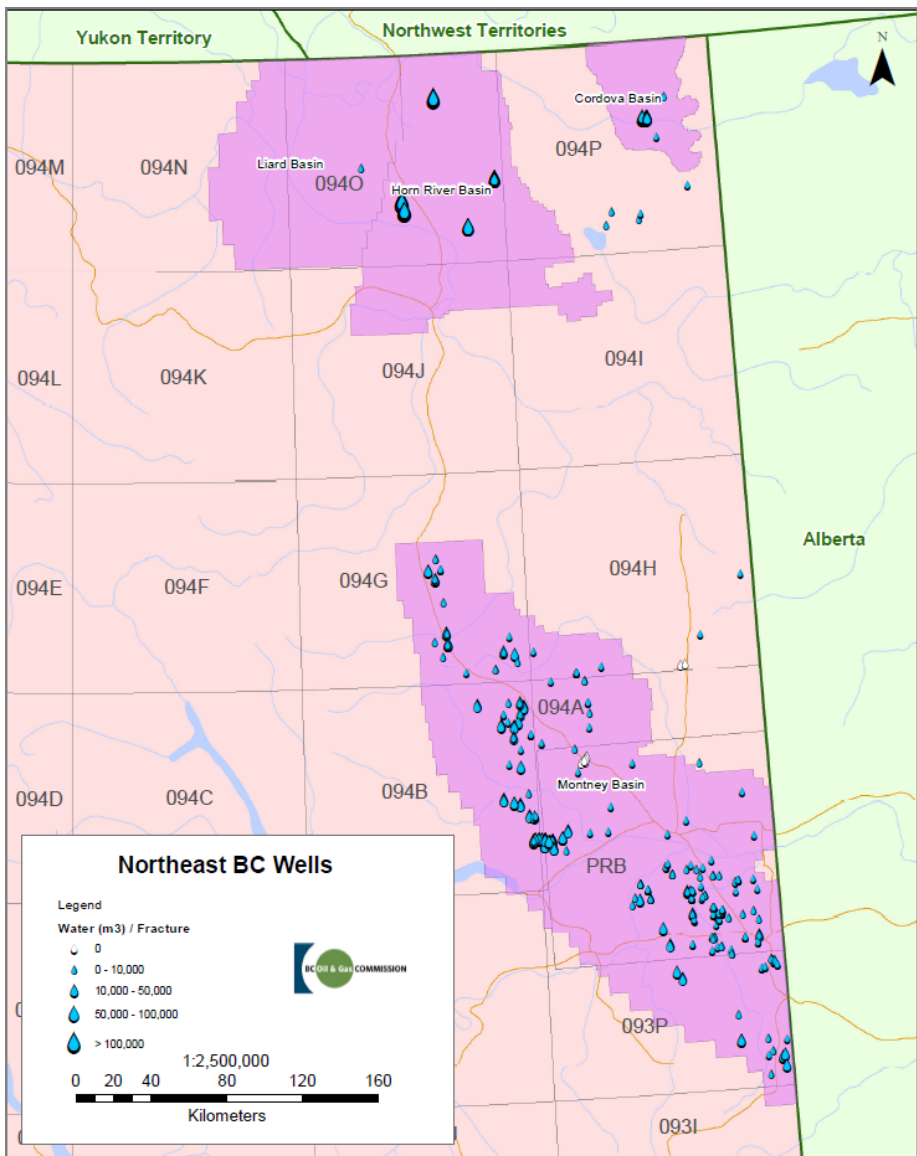 Yukon Territory
Northwest Territories
N
Cordova Basin
094M
094N
Liard Basin
094O
Horn River Basin
094P
094L
094K
094J
094I
094E
094F
094G
094H
Alberta
094A
094D
094C
094B
Montney Basin
PRB
093P
093I
Northeast BC Wells
Legend
Water (m3) / Fracture
0
0 - 10,000
10,000 - 50,000
50,000 - 100,000
> 100,000
BC Oil & Gas COMMISSION
1:2,500,000
0 20 40 80 120 160
Kilometers